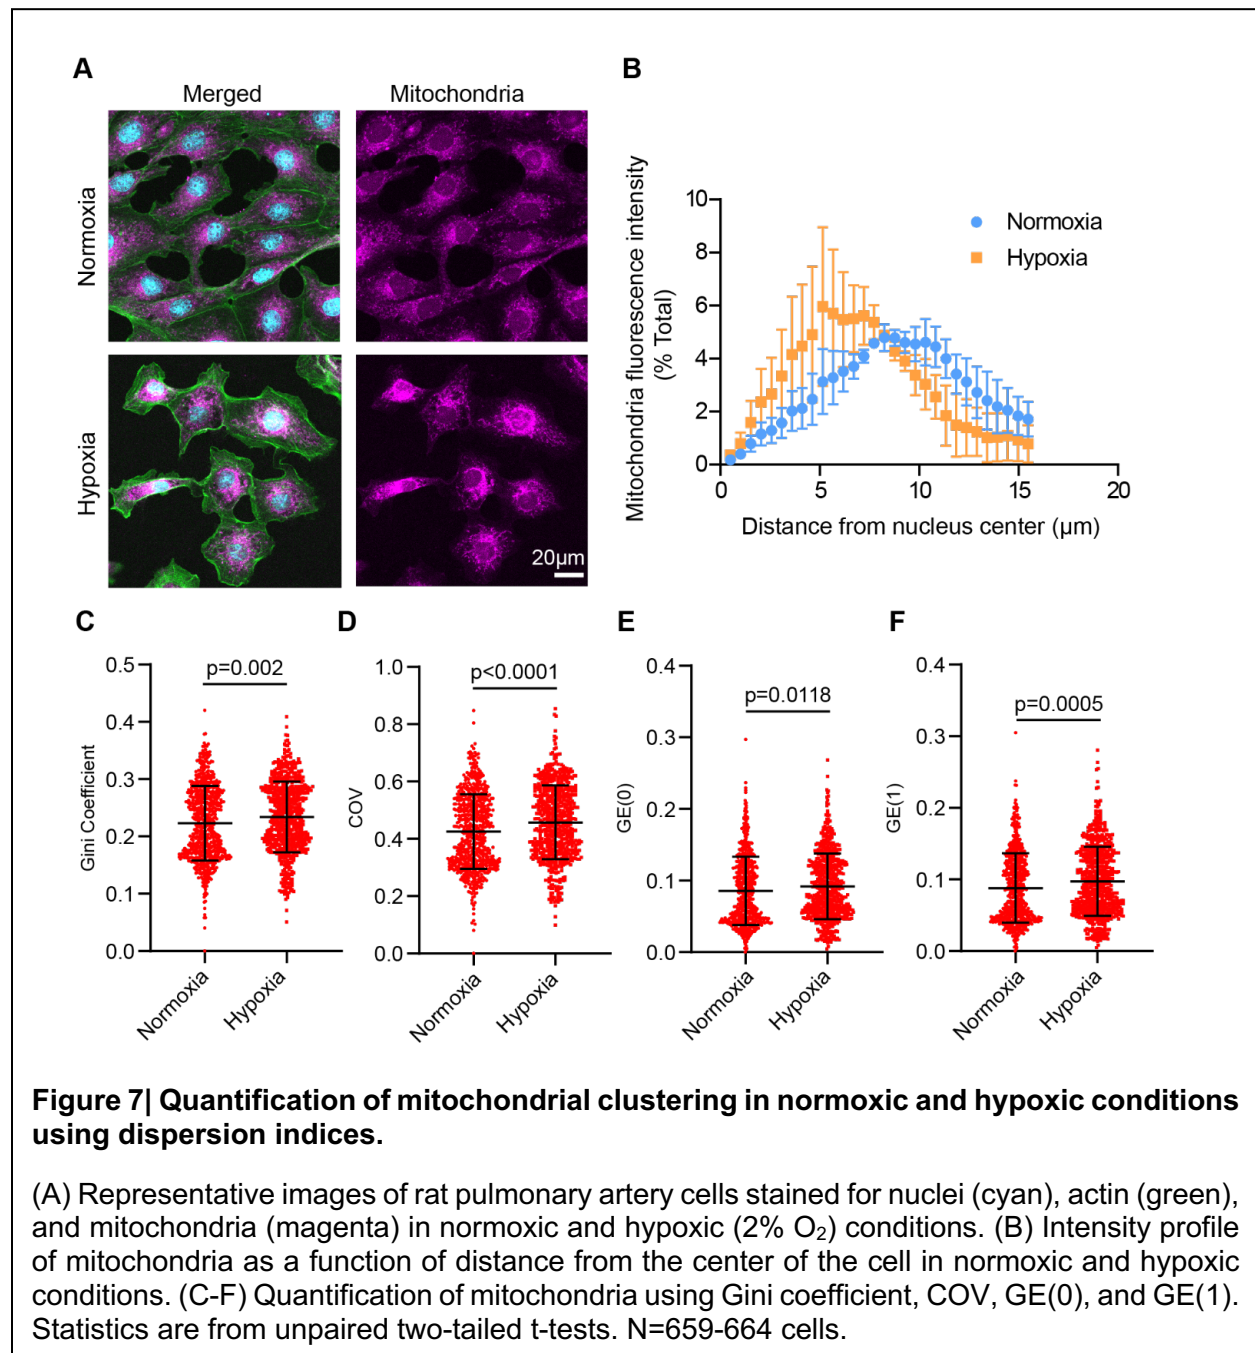 A
Merged
Mitochondria
Normoxia
Hypoxia
20µm
B
Mitochondria fluorescence intensity
(% Total)
10
8
6
4
2
0
0
5
10
15
20
Normoxia
Hypoxia
Distance from nucleus center (µm)
C
Gini Coefficient
0.5
0.4
0.3
0.2
0.1
0.0
p=0.002
Normoxia
Hypoxia
D
COV
1.0
0.8
0.6
0.4
0.2
0.0
p<0.0001
Normoxia
Hypoxia
E
GE(0)
0.4
0.3
0.2
0.1
0.0
p=0.0118
Normoxia
Hypoxia
F
GE(1)
0.4
0.3
0.2
0.1
0.0
p=0.0005
Normoxia
Hypoxia
Figure 7| Quantification of mitochondrial clustering in normoxic and hypoxic conditions
using dispersion indices.
(A) Representative images of rat pulmonary artery cells stained for nuclei (cyan), actin (green),
and mitochondria (magenta) in normoxic and hypoxic (2% O₂) conditions. (B) Intensity profile
of mitochondria as a function of distance from the center of the cell in normoxic and hypoxic
conditions. (C-F) Quantification of mitochondria using Gini coefficient, COV, GE(0), and GE(1).
Statistics are from unpaired two-tailed t-tests. N=659-664 cells.